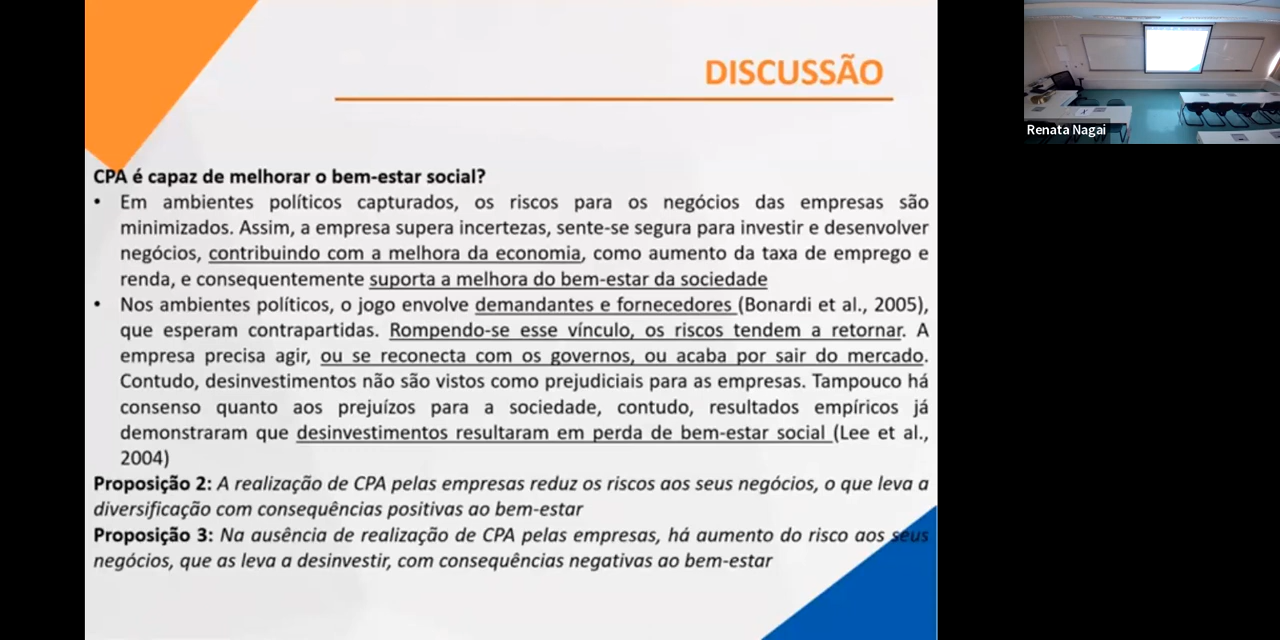 DISCUSSÃO
Renata Nagai
CPA é capaz de melhorar o bem-estar social?
• Em ambientes políticos capturados, os riscos para os negócios das empresas são
minimizados. Assim, a empresa supera incertezas, sente-se segura para investir e desenvolver
negócios, contribuindo com a melhora da economia, como aumento da taxa de emprego e
renda, e consequentemente suporta a melhora do bem-estar da sociedade
• Nos ambientes políticos, o jogo envolve demandantes e fornecedores (Bonardi et al., 2005),
que esperam contrapartidas. Rompendo-se esse vínculo, os riscos tendem a retornar. A
empresa precisa agir, ou se reconecta com os governos, ou acaba por sair do mercado.
Contudo, desinvestimentos não são vistos como prejudiciais para as empresas. Tampouco há
consenso quanto aos prejuízos para a sociedade, contudo, resultados empíricos já
demonstraram que desinvestimentos resultaram em perda de bem-estar social (Lee et al.,
2004)
Proposição 2: A realização de CPA pelas empresas reduz os riscos aos seus negócios, o que leva a
diversificação com consequências positivas ao bem-estar
Proposição 3: Na ausência de realização de CPA pelas empresas, há aumento do risco aos seus
negócios, que as leva a desinvestir, com consequências negativas ao bem-estar